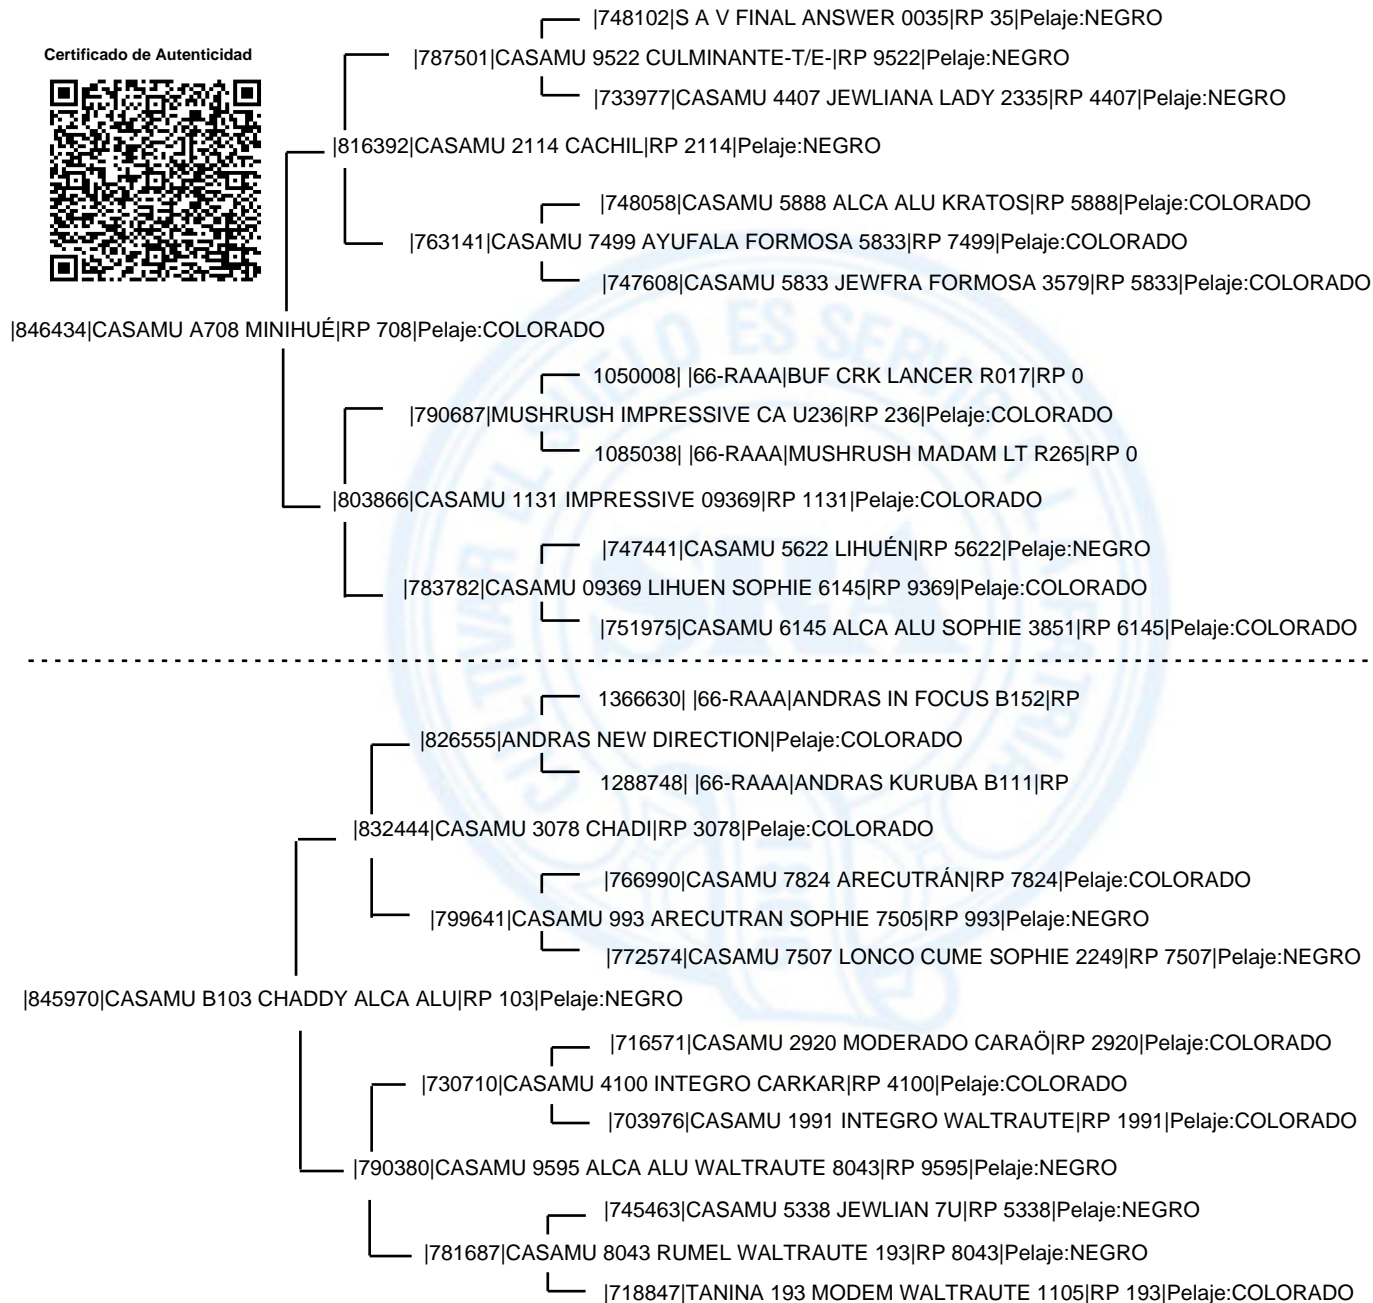 |748102|S A V FINAL ANSWER 0035|RP 35|Pelaje:NEGRO
Certificado de Autenticidad
|787501|CASAMU 9522 CULMINANTE-T/E-|RP 9522|Pelaje:NEGRO
|733977|CASAMU 4407 JEWLIANA LADY 2335|RP 4407|Pelaje:NEGRO
|816392|CASAMU 2114 CACHIL|RP 2114|Pelaje:NEGRO
|748058|CASAMU 5888 ALCA ALU KRATOS|RP 5888|Pelaje:COLORADO
|763141|CASAMU 7499 AYUFALA FORMOSA 5833|RP 7499|Pelaje:COLORADO
|747608|CASAMU 5833 JEWFRA FORMOSA 3579|RP 5833|Pelaje:COLORADO
|846434|CASAMU A708 MINIHUÉ|RP 708|Pelaje:COLORADO
1050008| |66-RAAA|BUF CRK LANCER R017|RP 0
|790687|MUSHRUSH IMPRESSIVE CA U236|RP 236|Pelaje:COLORADO
1085038| |66-RAAA|MUSHRUSH MADAM LT R265|RP 0
|803866|CASAMU 1131 IMPRESSIVE 09369|RP 1131|Pelaje:COLORADO
|747441|CASAMU 5622 LIHUÉN|RP 5622|Pelaje:NEGRO
|783782|CASAMU 09369 LIHUEN SOPHIE 6145|RP 9369|Pelaje:COLORADO
|751975|CASAMU 6145 ALCA ALU SOPHIE 3851|RP 6145|Pelaje:COLORADO
1366630| |66-RAAA|ANDRAS IN FOCUS B152|RP
|826555|ANDRAS NEW DIRECTION|Pelaje:COLORADO
1288748| |66-RAAA|ANDRAS KURUBA B111|RP
|832444|CASAMU 3078 CHADI|RP 3078|Pelaje:COLORADO
|766990|CASAMU 7824 ARECUTRÁN|RP 7824|Pelaje:COLORADO
|799641|CASAMU 993 ARECUTRAN SOPHIE 7505|RP 993|Pelaje:NEGRO
|772574|CASAMU 7507 LONCO CUME SOPHIE 2249|RP 7507|Pelaje:NEGRO
|845970|CASAMU B103 CHADDY ALCA ALU|RP 103|Pelaje:NEGRO
|716571|CASAMU 2920 MODERADO CARAÖ|RP 2920|Pelaje:COLORADO
|730710|CASAMU 4100 INTEGRO CARKAR|RP 4100|Pelaje:COLORADO
|703976|CASAMU 1991 INTEGRO WALTRAUTE|RP 1991|Pelaje:COLORADO
|790380|CASAMU 9595 ALCA ALU WALTRAUTE 8043|RP 9595|Pelaje:NEGRO
|745463|CASAMU 5338 JEWLIAN 7U|RP 5338|Pelaje:NEGRO
|781687|CASAMU 8043 RUMEL WALTRAUTE 193|RP 8043|Pelaje:NEGRO
|718847|TANINA 193 MODEM WALTRAUTE 1105|RP 193|Pelaje:COLORADO
CULTIVAR EL SUELO ES SERVIR A LA PATRIA
SRA